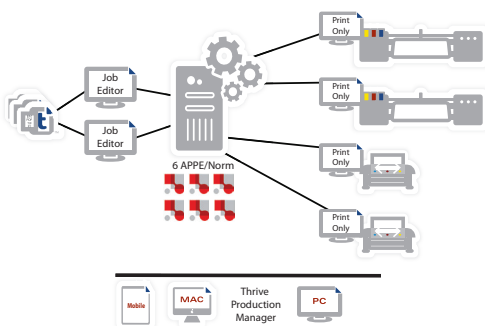 Print
Only
Job
Editor
Print
Only
t
Job
Editor
6 APPE/Norm
Print
Only
Print
Only
Mobile
MAC
Thrive
Production
Manager
PC